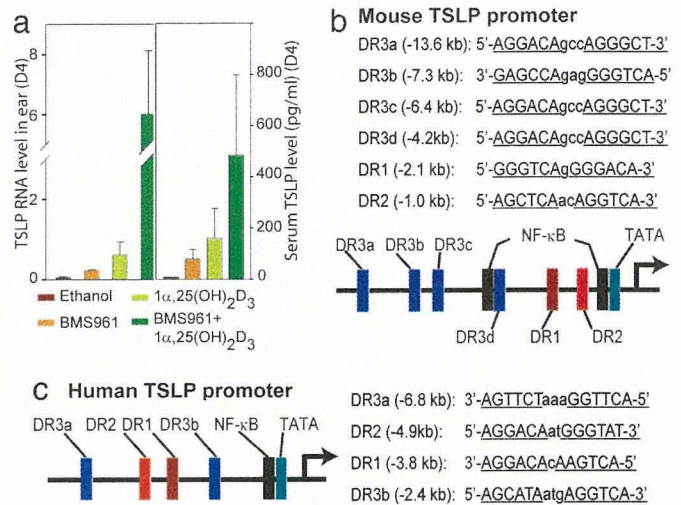 a
TSLP RNA level in ear (D4)
8
6
2
0
Serum TSLP level (pg/ml) (D4)
800
600
400
200
0
Ethanol
BMS961
1α,25(OH)2D3
BMS961+
1α,25(OH)2D3
b Mouse TSLP promoter
DR3a (-13.6 kb): 5'-AGGACAgccAGGGCT-3'
DR3b (-7.3 kb): 3'-GAGCCAgagGGGTCA-5'
DR3c (-6.4 kb): 5'-AGGACAgccAGGGCT-3'
DR3d (-4.2kb): 5'-AGGACAgccAGGGCT-3'
DR1 (-2.1 kb): GGGTCAgGGGACA-3'
DR2 (-1.0 kb): 5'-AGCTCAacAGGTCA-3'
DR3a DR3b DR3c NF-κB TATA
DR3d DR1 DR2
c Human TSLP promoter
DR3a DR2 DR1 DR3b NF-κB TATA
DR3a (-6.8 kb): 3'-AGTTCTaaaGGTTCA-5'
DR2 (-4.9kb): 5'-AGGACAatGGGTAT-3'
DR1 (-3.8 kb): 3'-AGGACAcAAGTCA-5'
DR3b (-2.4 kb): 5'-AGCATAatgAGGTCA-3'